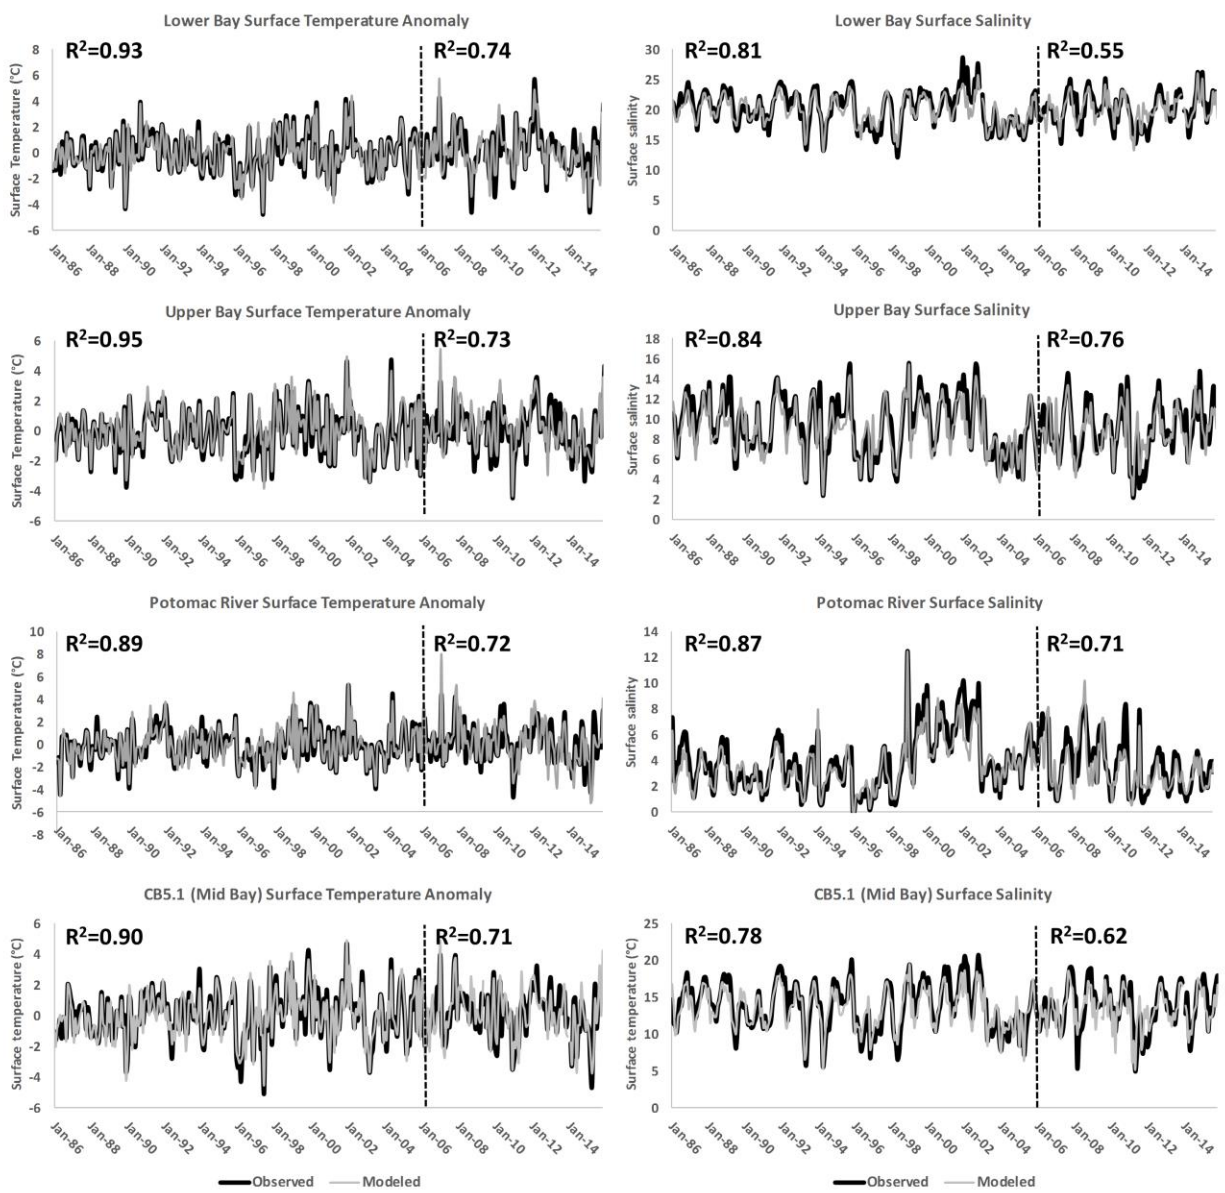 Lower Bay Surface Temperature Anomaly
R²=0.93
R²=0.74
Surface Temperature (°C)
8
6
4
2
0
-2
-4
-6
Jan-86 Jan-88 Jan-90 Jan-92 Jan-94 Jan-96 Jan-98 Jan-00 Jan-02 Jan-04 Jan-06 Jan-08 Jan-10 Jan-12 Jan-14
Lower Bay Surface Salinity
R²=0.81
R²=0.55
Surface salinity
30
25
20
15
10
5
0
Jan-86 Jan-88 Jan-90 Jan-92 Jan-94 Jan-96 Jan-98 Jan-00 Jan-02 Jan-04 Jan-06 Jan-08 Jan-10 Jan-12 Jan-14
Upper Bay Surface Temperature Anomaly
R²=0.95
R²=0.73
Surface Temperature (°C)
6
4
2
0
-2
-4
-6
Jan-86 Jan-88 Jan-90 Jan-92 Jan-94 Jan-96 Jan-98 Jan-00 Jan-02 Jan-04 Jan-06 Jan-08 Jan-10 Jan-12 Jan-14
Upper Bay Surface Salinity
R²=0.84
R²=0.76
Surface salinity
18
16
14
12
10
8
6
4
2
0
Jan-86 Jan-88 Jan-90 Jan-92 Jan-94 Jan-96 Jan-98 Jan-00 Jan-02 Jan-04 Jan-06 Jan-08 Jan-10 Jan-12 Jan-14
Potomac River Surface Temperature Anomaly
R²=0.89
R²=0.72
Surface Temperature (°C)
10
8
6
4
2
0
-2
-4
-6
-8
Jan-86 Jan-88 Jan-90 Jan-92 Jan-94 Jan-96 Jan-98 Jan-00 Jan-02 Jan-04 Jan-06 Jan-08 Jan-10 Jan-12 Jan-14
Potomac River Surface Salinity
R²=0.87
R²=0.71
Surface salinity
14
12
10
8
6
4
2
0
Jan-86 Jan-88 Jan-90 Jan-92 Jan-94 Jan-96 Jan-98 Jan-00 Jan-02 Jan-04 Jan-06 Jan-08 Jan-10 Jan-12 Jan-14
CB5.1 (Mid Bay) Surface Temperature Anomaly
R²=0.90
R²=0.71
Surface temperature (°C)
6
4
2
0
-2
-4
-6
Jan-86 Jan-88 Jan-90 Jan-92 Jan-94 Jan-96 Jan-98 Jan-00 Jan-02 Jan-04 Jan-06 Jan-08 Jan-10 Jan-12 Jan-14
CB5.1 (Mid Bay) Surface Salinity
R²=0.78
R²=0.62
Surface temperature (°C)
25
20
15
10
5
0
Jan-86 Jan-88 Jan-90 Jan-92 Jan-94 Jan-96 Jan-98 Jan-00 Jan-02 Jan-04 Jan-06 Jan-08 Jan-10 Jan-12 Jan-14
Observed Modeled
Observed Modeled